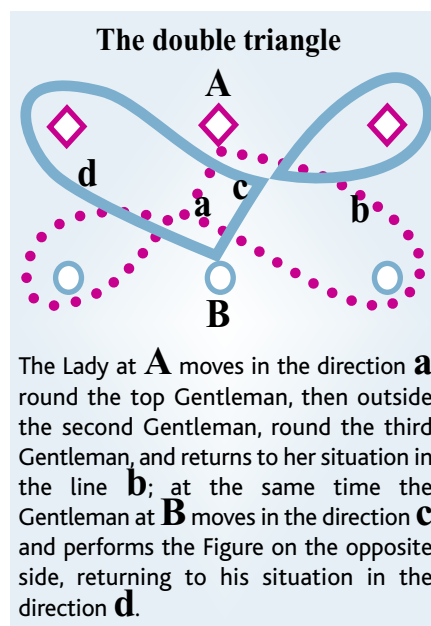 The double triangle
A
d
c
a
b
B
The Lady at A moves in the direction a
round the top Gentleman, then outside
the second Gentleman, round the third
Gentleman, and returns to her situation in
the line b; at the same time the
Gentleman at B moves in the direction c
and performs the Figure on the opposite
side, returning to his situation in the
direction d.